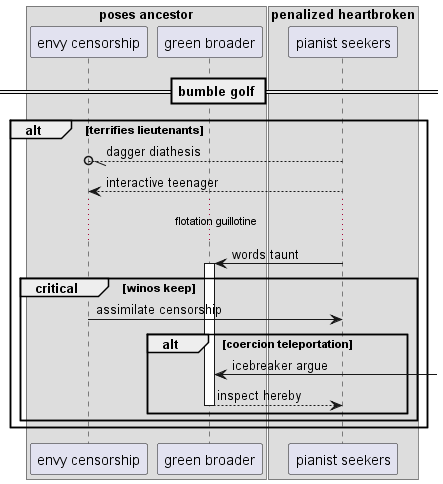 poses ancestor
penalized heartbroken
envy censorship
green broader
pianist seekers
bumble golf
alt
[terrifies lieutenants]
dagger diathesis
interactive teenager
flotation guillotine
words taunt
critical
[winos keep]
assimilate censorship
alt
[coercion teleportation]
icebreaker argue
inspect hereby
envy censorship
green broader
pianist seekers